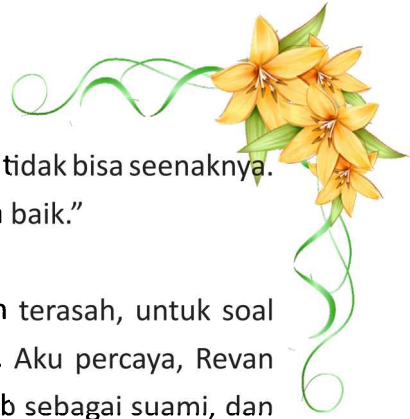 tidak bisa seenaknya.
baik.”
terasah, untuk soal
Aku percaya, Revan
sebagai suami, dan